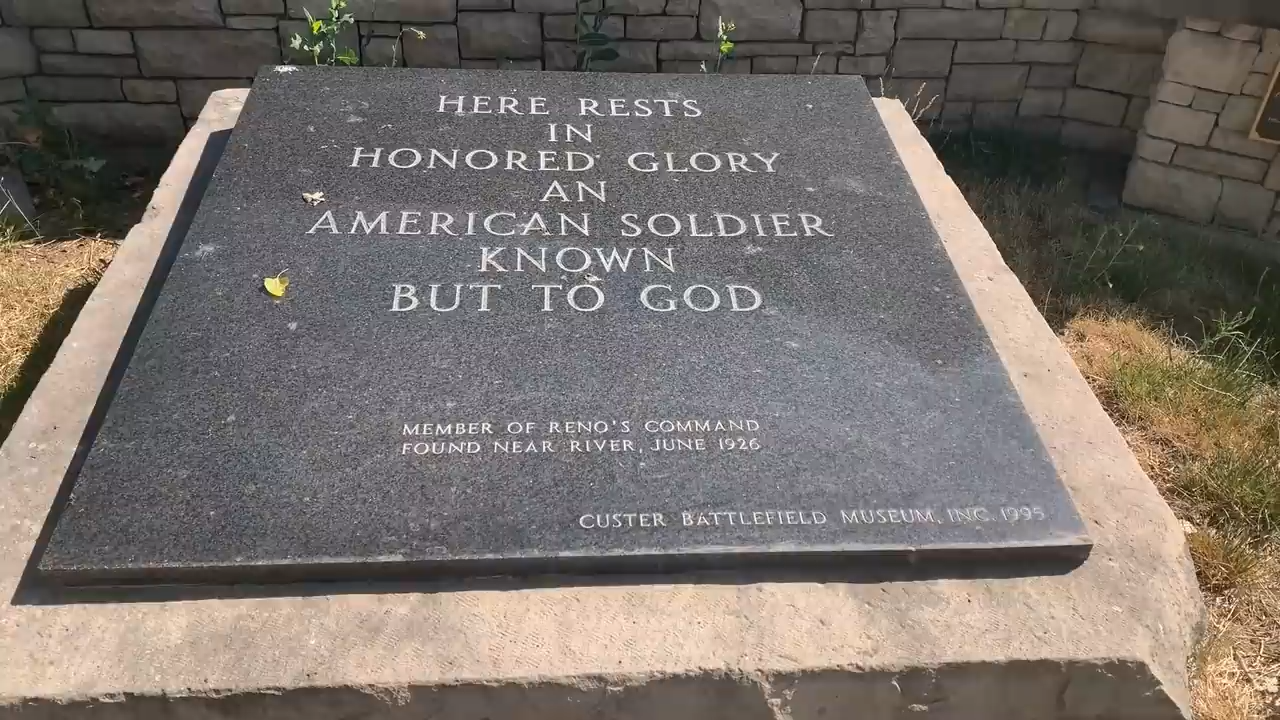 HERE RESTS
IN
HONORED GLORY
AN
AMERICAN SOLDIER
KNOWN
BUT TO GOD
MEMBER OF RENO'S COMMAND
FOUND NEAR RIVER, JUNE 1926
CUSTER BATTLEFIELD MUSEUM, INC. 1995